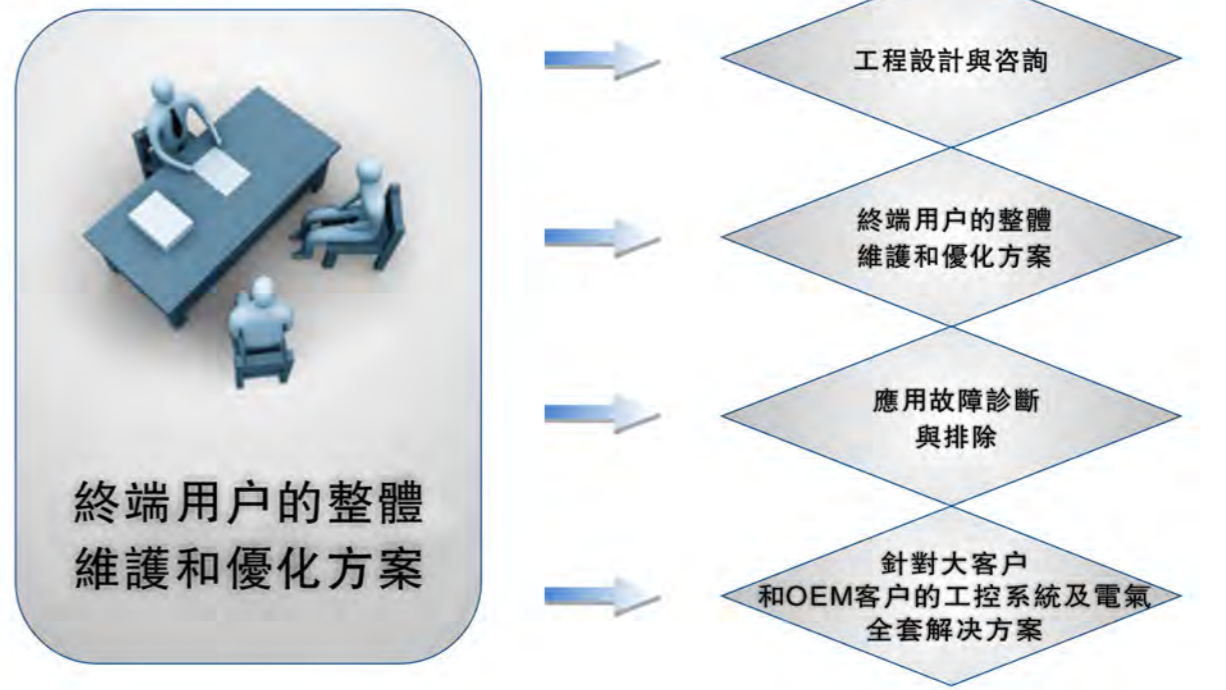 終端用户的整體
維護和優化方案
工程設計與咨詢
終端用户的整體
維護和優化方案
應用故障診斷
與排除
針對大客户
和OEM客户的工控系統及電氣
全套解决方案